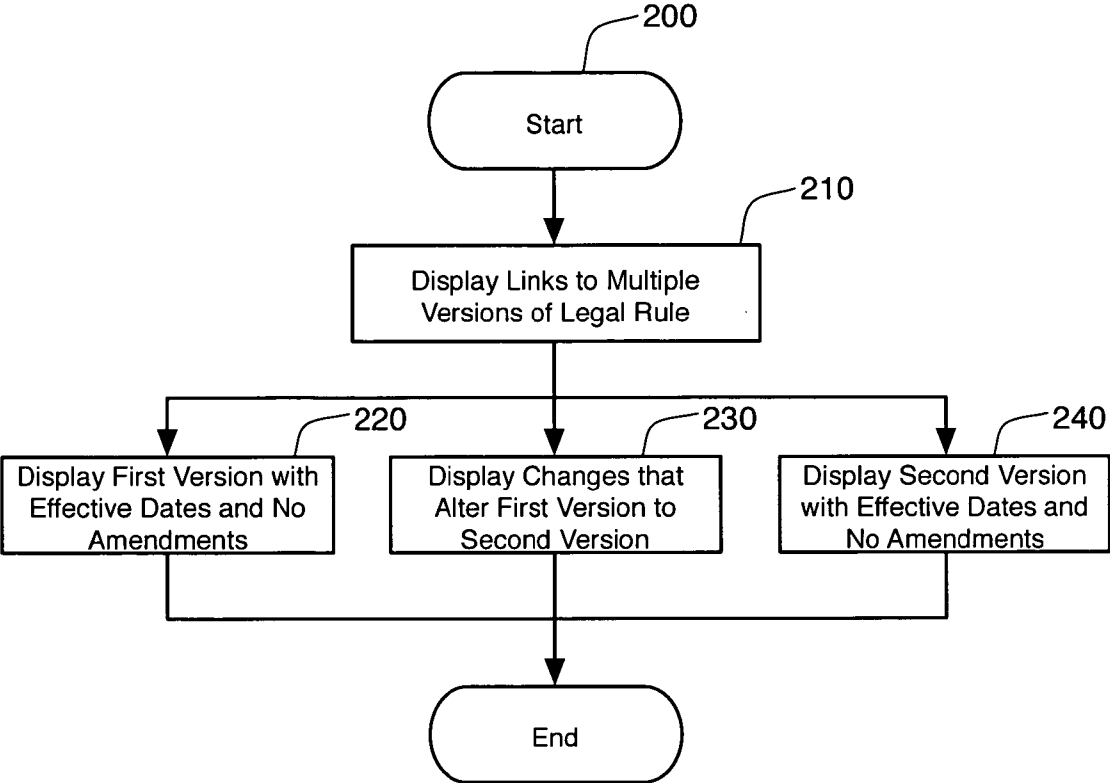 200
Start
210
Display Links to Multiple
Versions of Legal Rule
220
230
240
Display First Version with
Effective Dates and No
Amendments
Display Changes that
Alter First Version to
Second Version
Display Second Version
with Effective Dates and
No Amendments
End